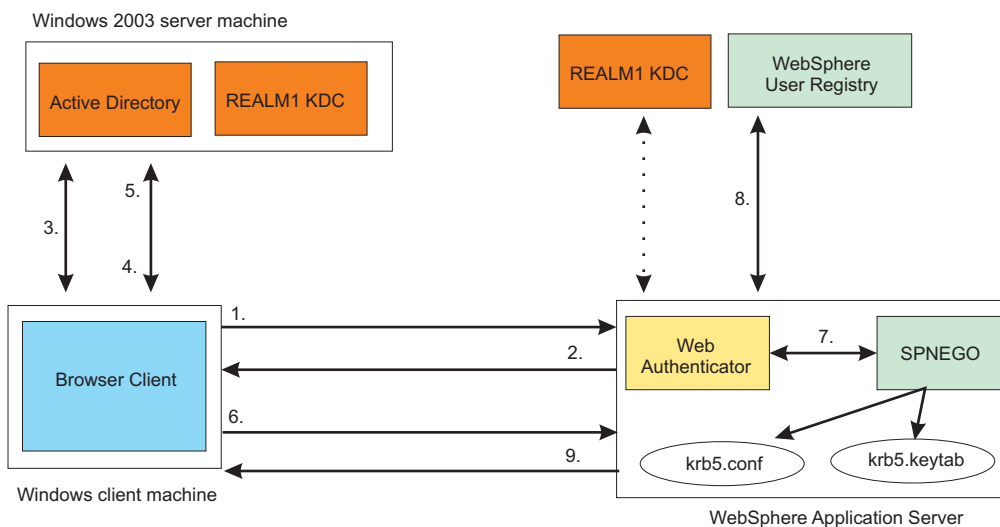 Windows 2003 server machine
Active Directory
REALM1 KDC
REALM1 KDC
WebSphere
User Registry
3.
5.
4.
8.
1.
2.
6.
9.
Browser Client
Web
Authenticator
7.
SPNEGO
krb5.conf
krb5.keytab
Windows client machine
WebSphere Application Server